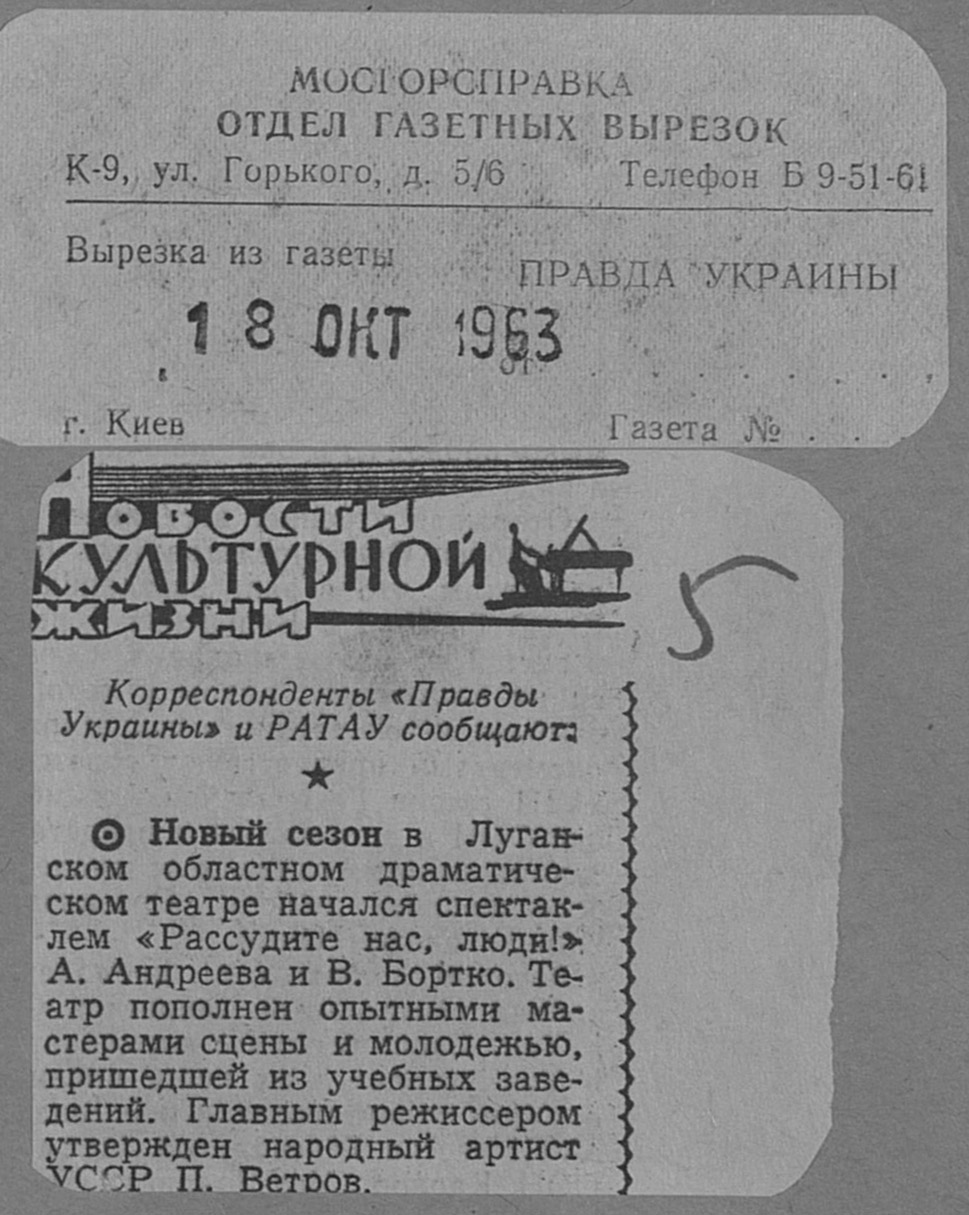 МОСГОРСПРАВКА
ОТДЕЛ ГАЗЕТНЫХ ВЫРЕЗОК
К-9, ул. Горького, д. 5/6 Телефон Б 9-51-61
Вырезка из газеты
ПРАВДА УКРАИНЫ
18 ОКТ 1963
от . . . . . .
г. Киев Газета № . .
Новости
КУЛЬТУРНОЙ
ЖИЗНИ
5
Корреспонденты «Правды
Украины» и РАТАУ сообщают:
★
Новый сезон в Луган-
ском областном драматиче-
ском театре начался спектак-
лем «Рассудите нас, люди!»
А. Андреева и В. Бортко. Те-
атр пополнен опытными ма-
стерами сцены и молодежью,
пришедшей из учебных заве-
дений. Главным режиссером
утвержден народный артист
УССР П. Ветров.